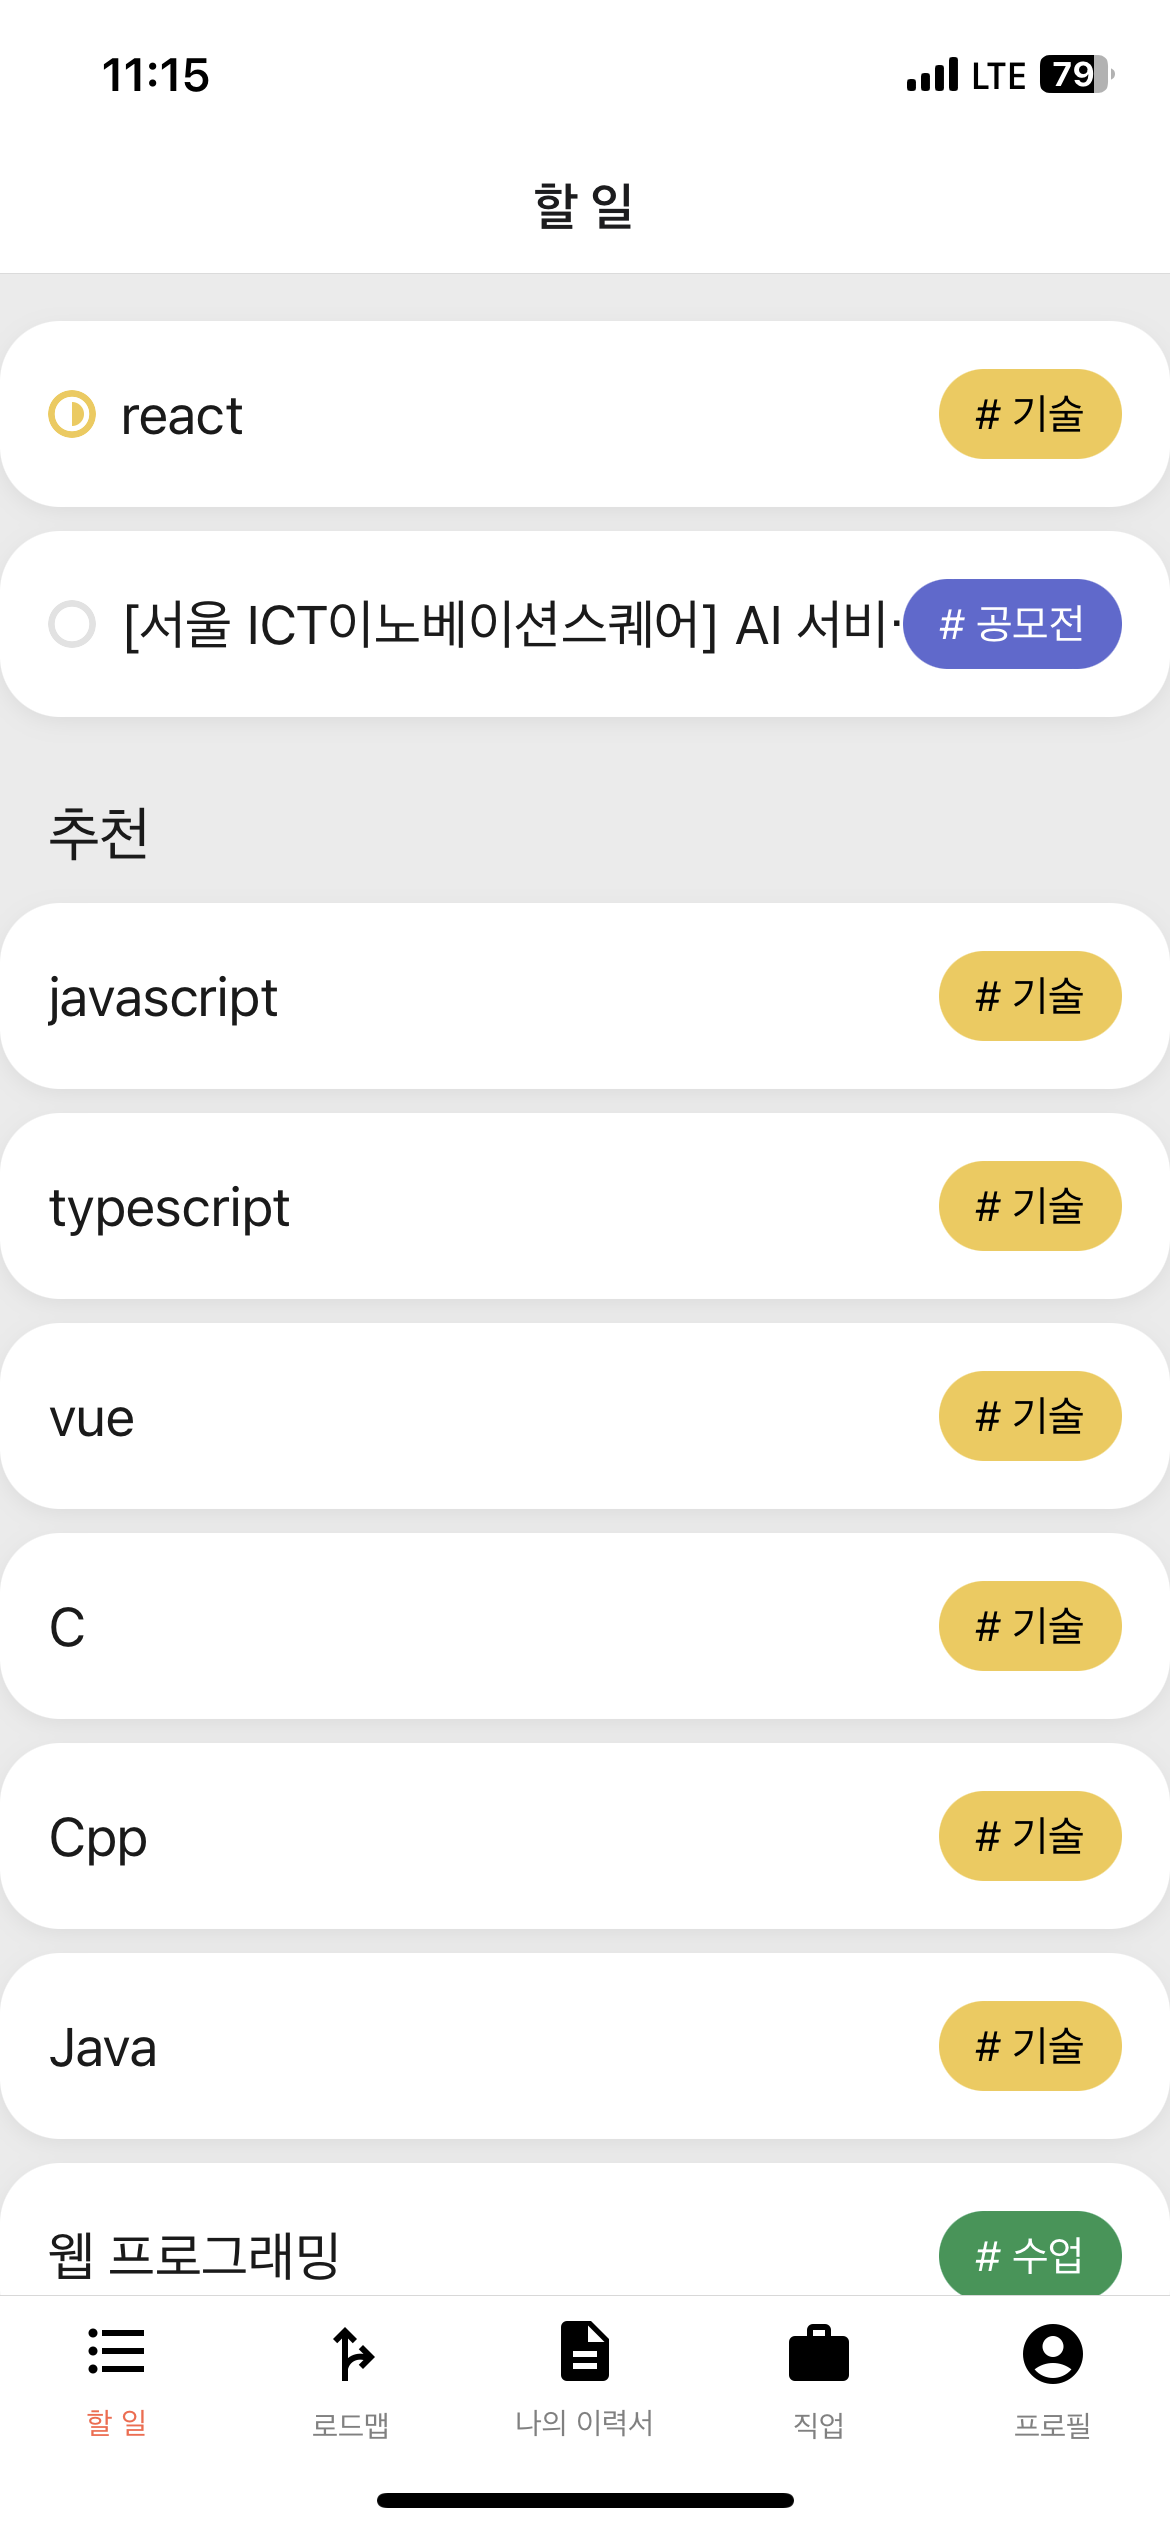 11:15
LTE 79
할 일
react
# 기술
[서울 ICT이노베이션스퀘어] AI 서비
# 공모전
추천
javascript
# 기술
typescript
# 기술
vue
# 기술
C
# 기술
Cpp
# 기술
Java
# 기술
웹 프로그래밍
# 수업
할 일
로드맵
나의 이력서
직업
프로필